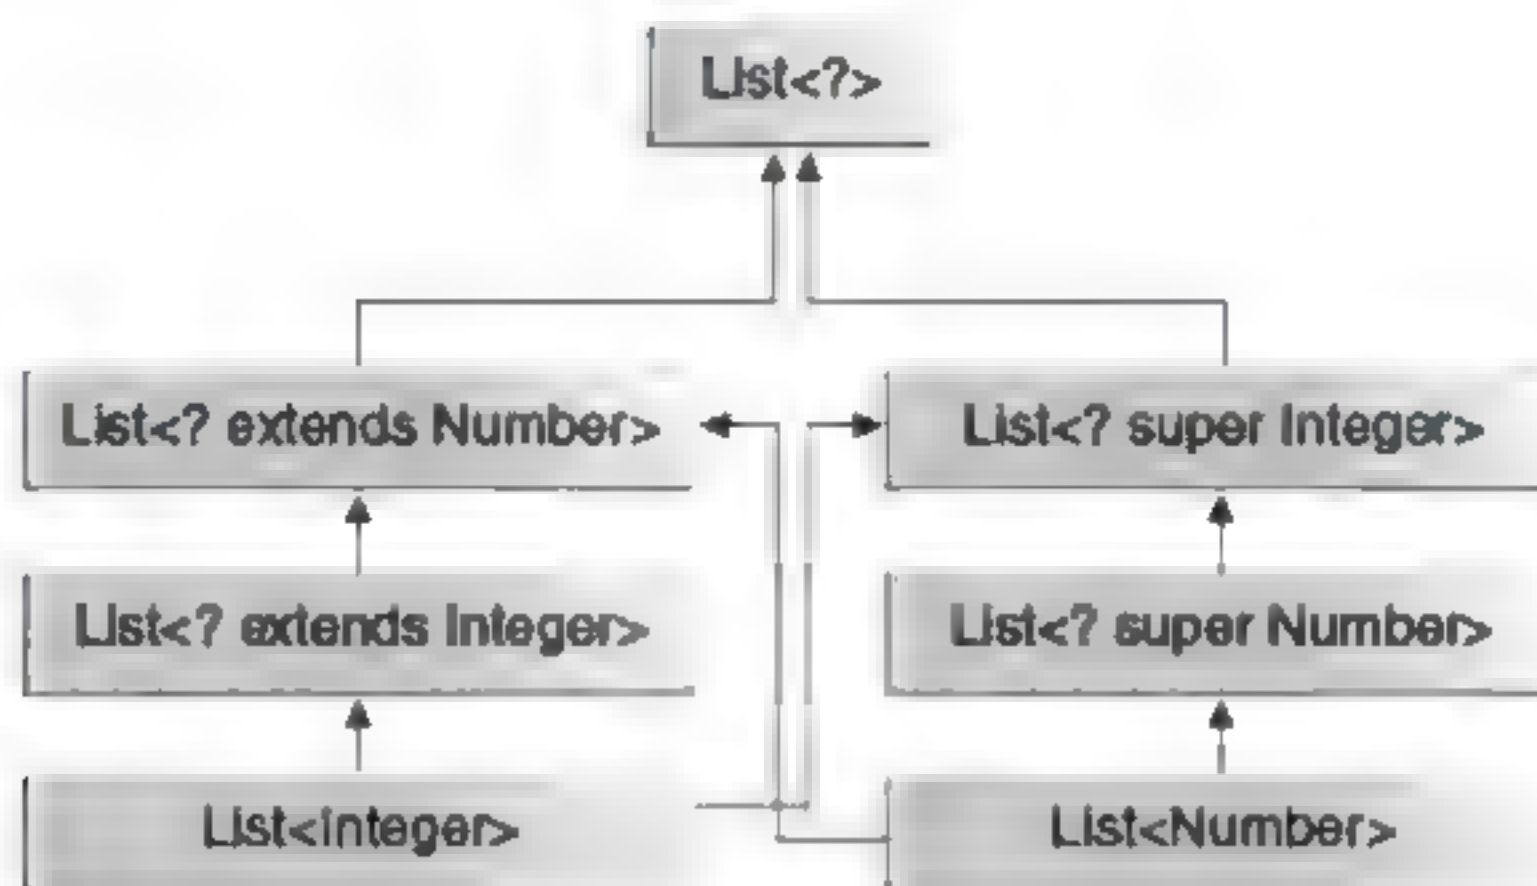 List<?>
List<? extends Number>
List<? super Integer>
List<? extends Integer>
List<? super Number>
List<Integer>
List<Number>